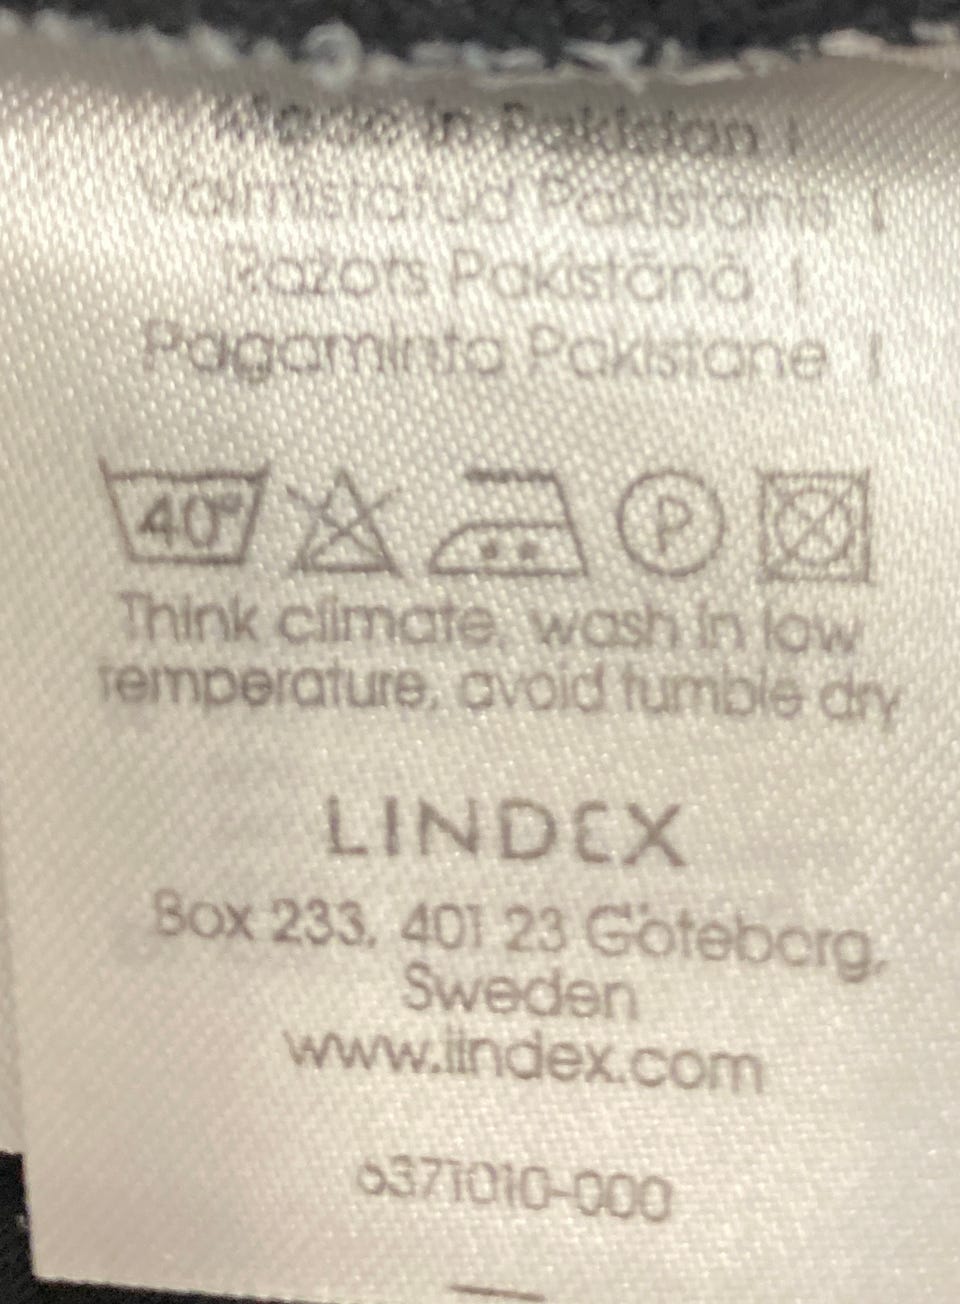 Made in Pakistan |
Valmistatud Pakistanis |
Ražots Pakistānā |
Pagaminta Pakistane |
40°
P
Think climate, wash in low
temperature, avoid tumble dry
LINDEX
Box 233, 401 23 Göteborg,
Sweden
www.lindex.com
6371010-000